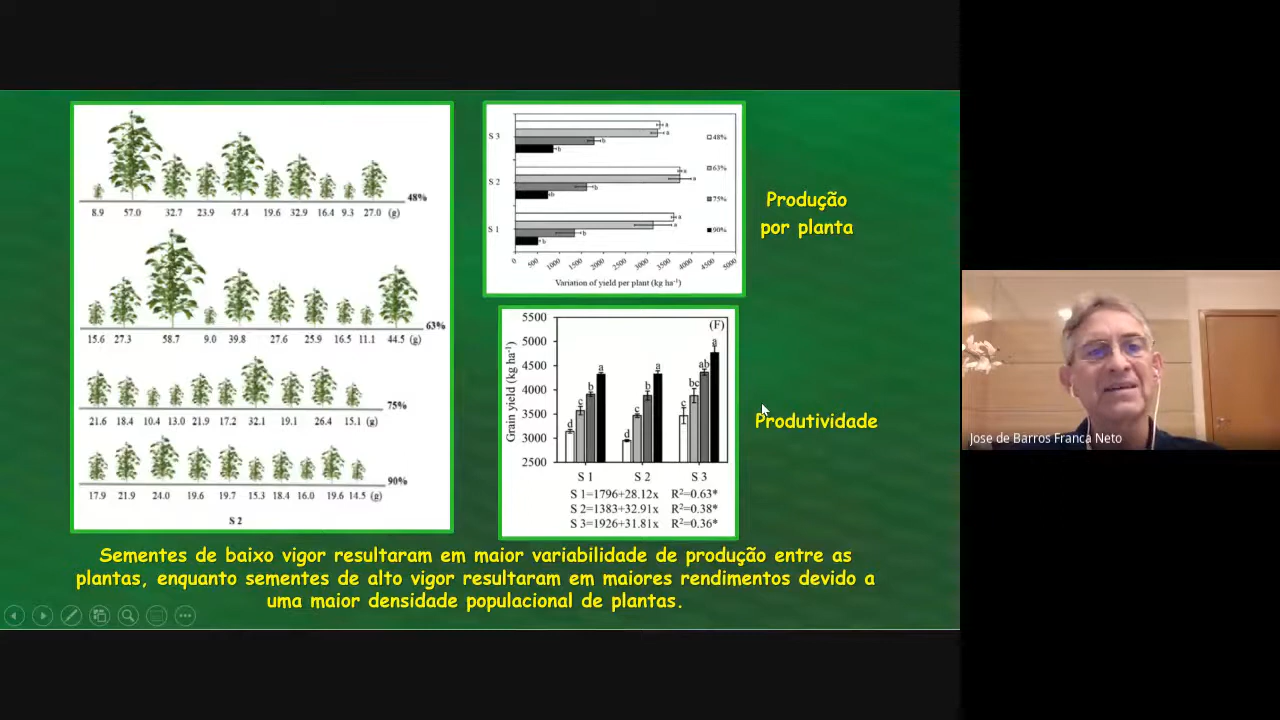 48%
8.9 57.0 32.7 23.9 47.4 19.6 32.9 16.4 9.3 27.0 (g)
63%
15.6 27.3 58.7 9.0 39.8 27.6 25.9 16.5 11.1 44.5 (g)
75%
21.6 18.4 10.4 13.0 21.9 17.2 32.1 19.1 26.4 15.1 (g)
90%
17.9 21.9 24.0 19.6 19.7 15.3 18.4 16.0 19.6 14.5 (g)
S 2
S 3
a
a
b
b
48%
S 2
a
a
b
ab
63%
75%
S 1
a
a
b
b
90%
0 500 1000 1500 2000 2500 3000 3500 4000 4500 5000
Variation of yield per plant (kg ha⁻¹)
Produção
por planta
(F)
Grain yield (kg ha⁻¹)
5500
5000
4500
4000
3500
3000
2500
d c b a
d c b a
c bc ab a
S 1 S 2 S 3
S 1=1796+28.12x R²=0.63*
S 2=1383+32.91x R²=0.38*
S 3=1926+31.81x R²=0.36*
Produtividade
Sementes de baixo vigor resultaram em maior variabilidade de produção entre as
plantas, enquanto sementes de alto vigor resultaram em maiores rendimentos devido a
uma maior densidade populacional de plantas.
Jose de Barros Franca Neto